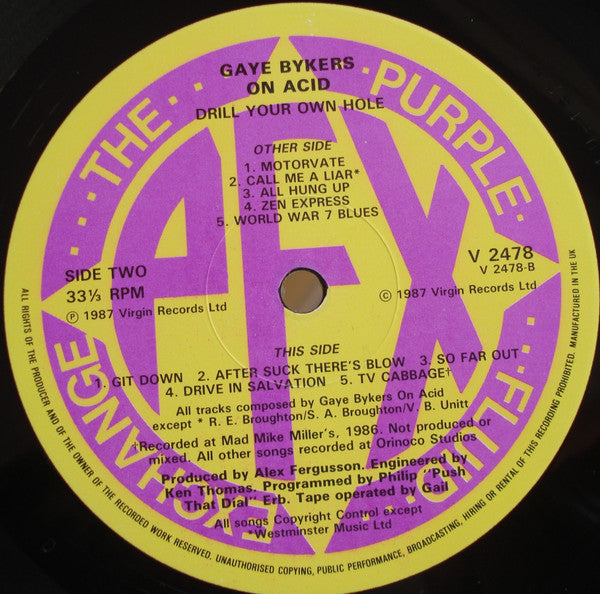 THE PURPLE FLUID EXCHANGE
PFX
GAYE BYKERS
ON ACID
DRILL YOUR OWN HOLE
OTHER SIDE
1. MOTORVATE
2. CALL ME A LIAR*
3. ALL HUNG UP
4. ZEN EXPRESS
5. WORLD WAR 7 BLUES
SIDE TWO
33⅓ RPM
℗ 1987 Virgin Records Ltd
V 2478
V 2478-B
© 1987 Virgin Records Ltd
THIS SIDE
1. GIT DOWN 2. AFTER SUCK THERE'S BLOW 3. SO FAR OUT
4. DRIVE IN SALVATION 5. TV CABBAGE†
All tracks composed by Gaye Bykers On Acid
except * R. E. Broughton/S. A. Broughton/V. B. Unitt
†Recorded at Mad Mike Miller's, 1986. Not produced or
mixed. All other songs recorded at Orinoco Studios
Produced by Alex Fergusson. Engineered by
Ken Thomas. Programmed by Philip "Push
That Dial" Erb. Tape operated by Gail
All songs Copyright Control except
*Westminster Music Ltd
ALL RIGHTS OF THE PRODUCER AND OF THE OWNER OF THE RECORDED WORK RESERVED. UNAUTHORISED COPYING, PUBLIC PERFORMANCE, BROADCASTING, HIRING OR RENTAL OF THIS RECORDING PROHIBITED. MANUFACTURED IN THE UK